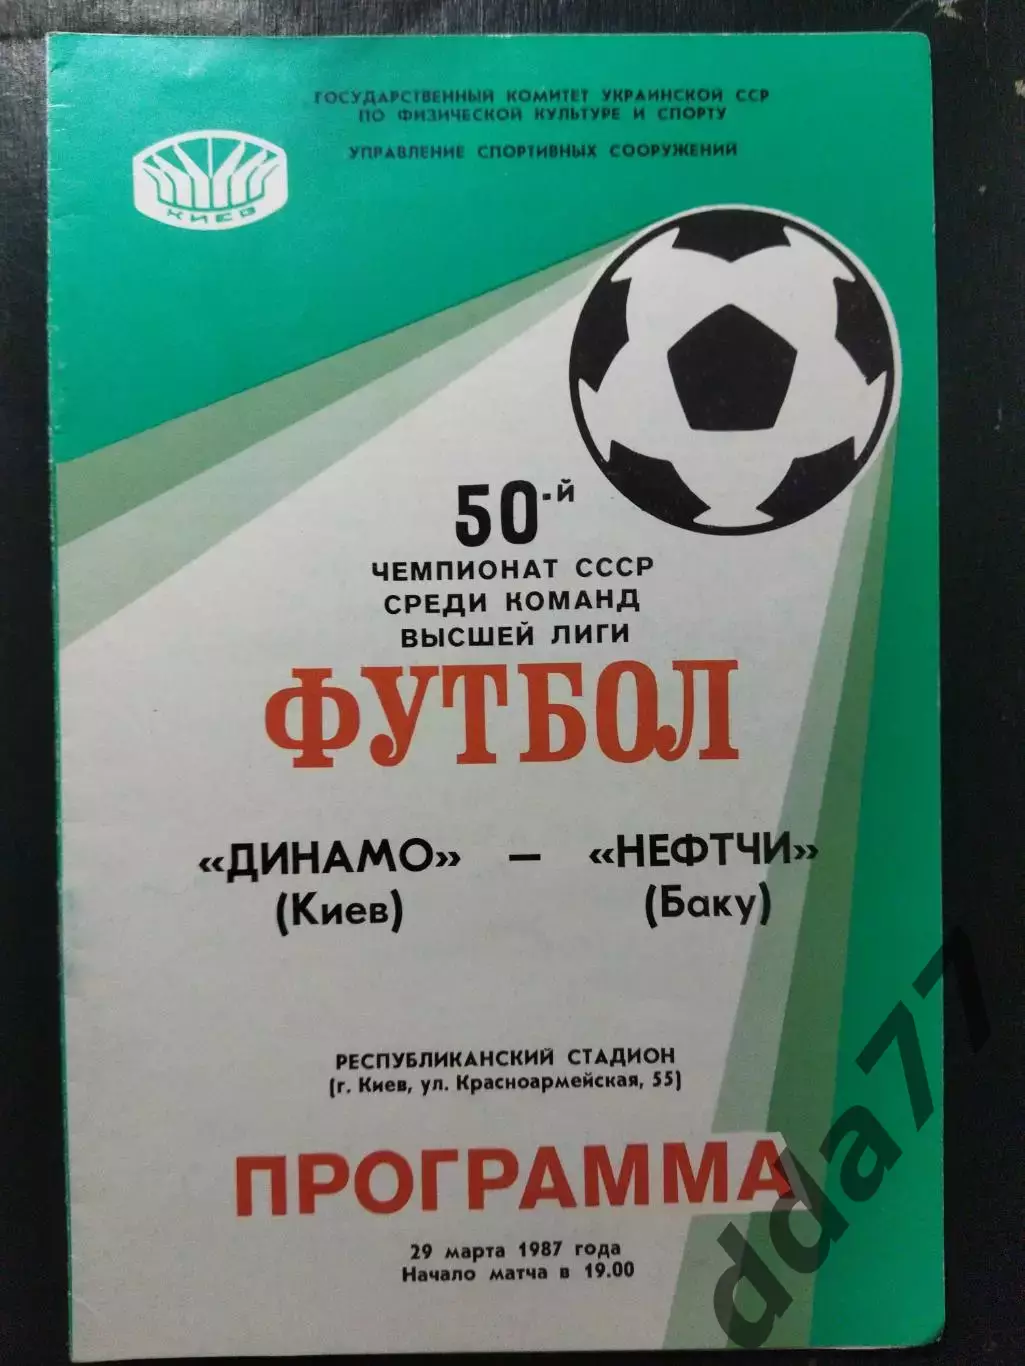 ГОСУДАРСТВЕННЫЙ КОМИТЕТ УКРАИНСКОЙ ССР
ПО ФИЗИЧЕСКОЙ КУЛЬТУРЕ И СПОРТУ
УПРАВЛЕНИЕ СПОРТИВНЫХ СООРУЖЕНИЙ
КИЕВ
50-й
ЧЕМПИОНАТ СССР
СРЕДИ КОМАНД
ВЫСШЕЙ ЛИГИ
ФУТБОЛ
«ДИНАМО» — «НЕФТЧИ»
(Киев) (Баку)
РЕСПУБЛИКАНСКИЙ СТАДИОН
(г. Киев, ул. Красноармейская, 55)
ПРОГРАММА
29 марта 1987 года
Начало матча в 19.00
dda77